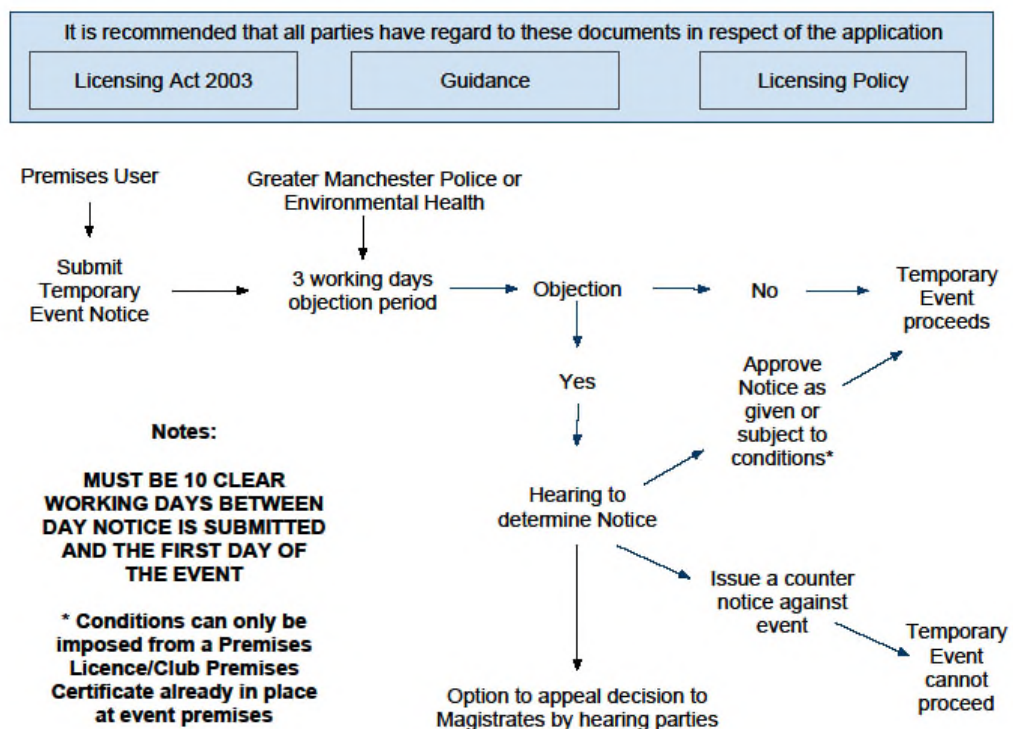 It is recommended that all parties have regard to these documents in respect of the application
Licensing Act 2003
Guidance
Licensing Policy
Premises User
Greater Manchester Police or
Environmental Health
Submit
Temporary
Event Notice
3 working days
objection period
Objection
No
Temporary
Event
proceeds
Yes
Approve
Notice as
given or
subject to
conditions*
Hearing to
determine Notice
Issue a counter
notice against
event
Temporary
Event
cannot
proceed
Option to appeal decision to
Magistrates by hearing parties
Notes:
MUST BE 10 CLEAR
WORKING DAYS BETWEEN
DAY NOTICE IS SUBMITTED
AND THE FIRST DAY OF
THE EVENT
* Conditions can only be
imposed from a Premises
Licence/Club Premises
Certificate already in place
at event premises